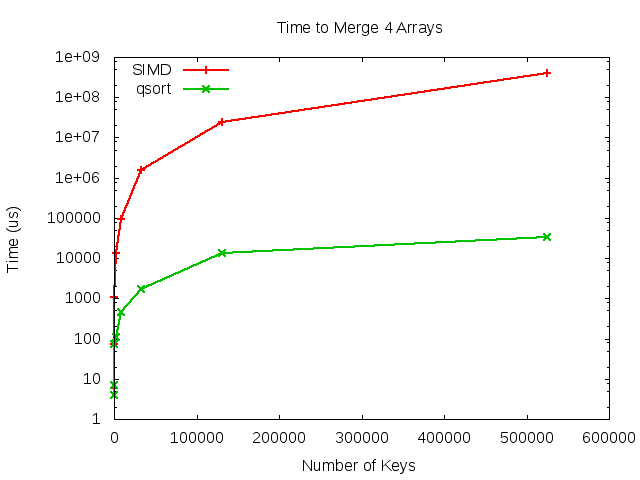 Time to Merge 4 Arrays
1e+09
SIMD
qsort
1e+08
1e+07
1e+06
100000
10000
1000
100
10
1
Time (us)
0 100000 200000 300000 400000 500000 600000
Number of Keys